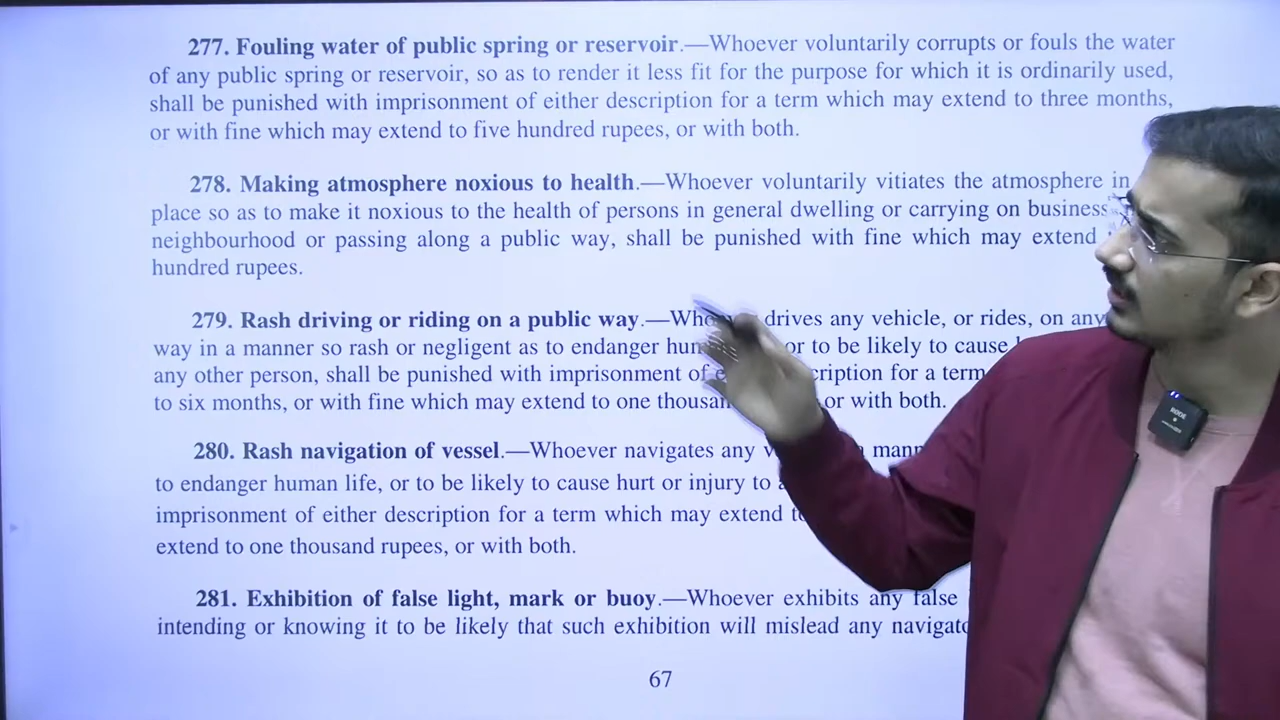 277. Fouling water of public spring or reservoir.—Whoever voluntarily corrupts or fouls the water
of any public spring or reservoir, so as to render it less fit for the purpose for which it is ordinarily used,
shall be punished with imprisonment of either description for a term which may extend to three months,
or with fine which may extend to five hundred rupees, or with both.
278. Making atmosphere noxious to health.—Whoever voluntarily vitiates the atmosphere in
place so as to make it noxious to the health of persons in general dwelling or carrying on business
neighbourhood or passing along a public way, shall be punished with fine which may extend
hundred rupees.
279. Rash driving or riding on a public way.— drives any vehicle, or rides, on any
way in a manner so rash or negligent as to endanger or to be likely to cause
any other person, shall be punished with imprisonment of for a term
to six months, or with fine which may extend to one or with both.
280. Rash navigation of vessel.—Whoever navigates any
to endanger human life, or to be likely to cause hurt or injury to
imprisonment of either description for a term which may extend
extend to one thousand rupees, or with both.
281. Exhibition of false light, mark or buoy.—Whoever exhibits any false
intending or knowing it to be likely that such exhibition will mislead any
67
RODE